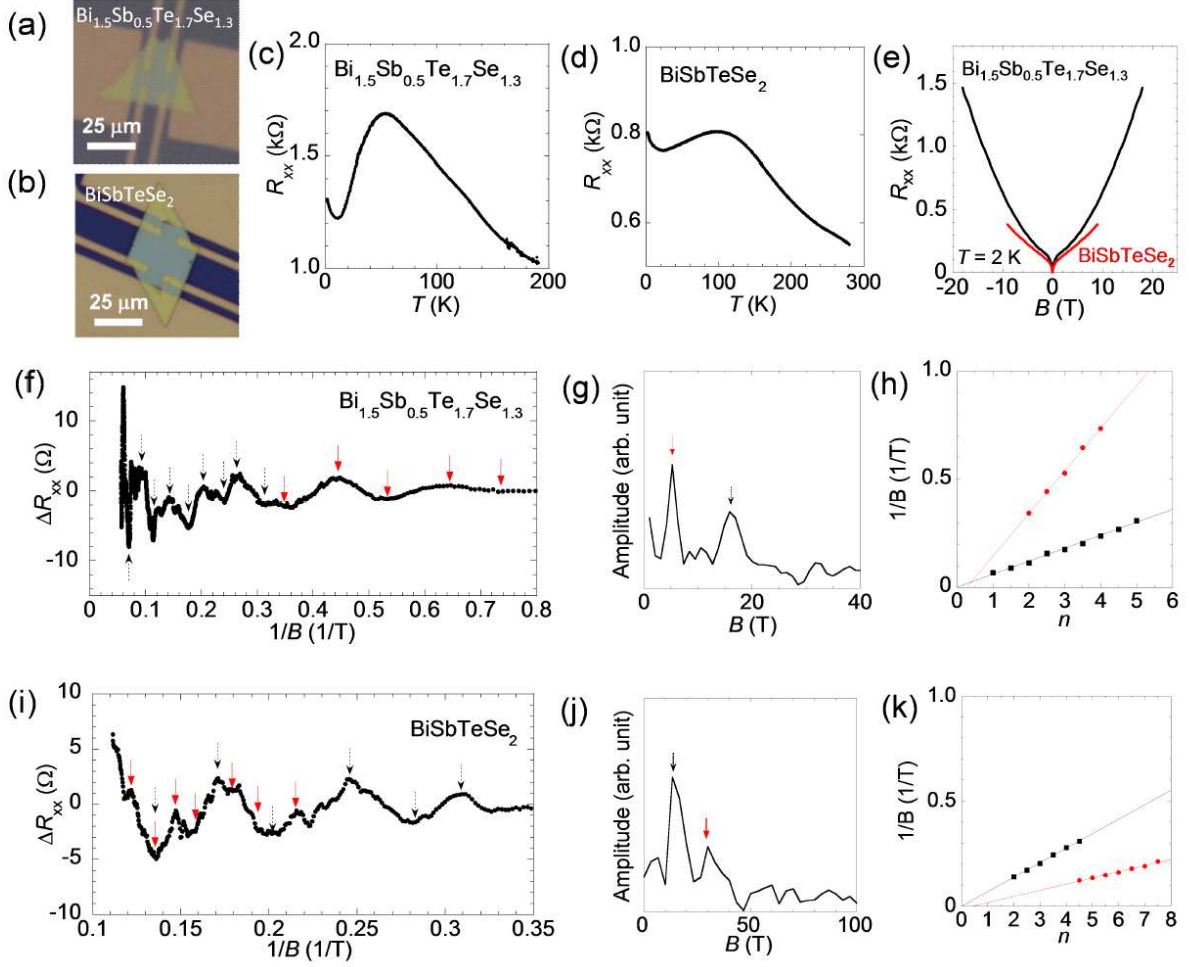 (a)
Bi1.5Sb0.5Te1.7Se1.3
25 μm
(b)
BiSbTeSe2
25 μm
(c)
2.0
1.5
1.0
Rxx (kΩ)
Bi1.5Sb0.5Te1.7Se1.3
0 50 100 150 200
T (K)
(d)
1.0
0.8
0.6
Rxx (kΩ)
BiSbTeSe2
0 100 200 300
T (K)
(e)
Bi1.5Sb0.5Te1.7Se1.3
1.5
1
0.5
0
Rxx (kΩ)
T = 2 K
BiSbTeSe2
-20 -10 0 10 20
B (T)
(f)
10
0
-10
ΔRxx (Ω)
Bi1.5Sb0.5Te1.7Se1.3
0 0.1 0.2 0.3 0.4 0.5 0.6 0.7 0.8
1/B (1/T)
(g)
Amplitude (arb. unit)
0 20 40
B (T)
(h)
1.0
0.5
0
1/B (1/T)
0 1 2 3 4 5 6
n
(i)
10
5
0
-5
-10
ΔRxx (Ω)
BiSbTeSe2
0.1 0.15 0.2 0.25 0.3 0.35
1/B (1/T)
(j)
Amplitude (arb. unit)
0 50 100
B (T)
(k)
1.0
0.5
0
1/B (1/T)
0 1 2 3 4 5 6 7 8
n